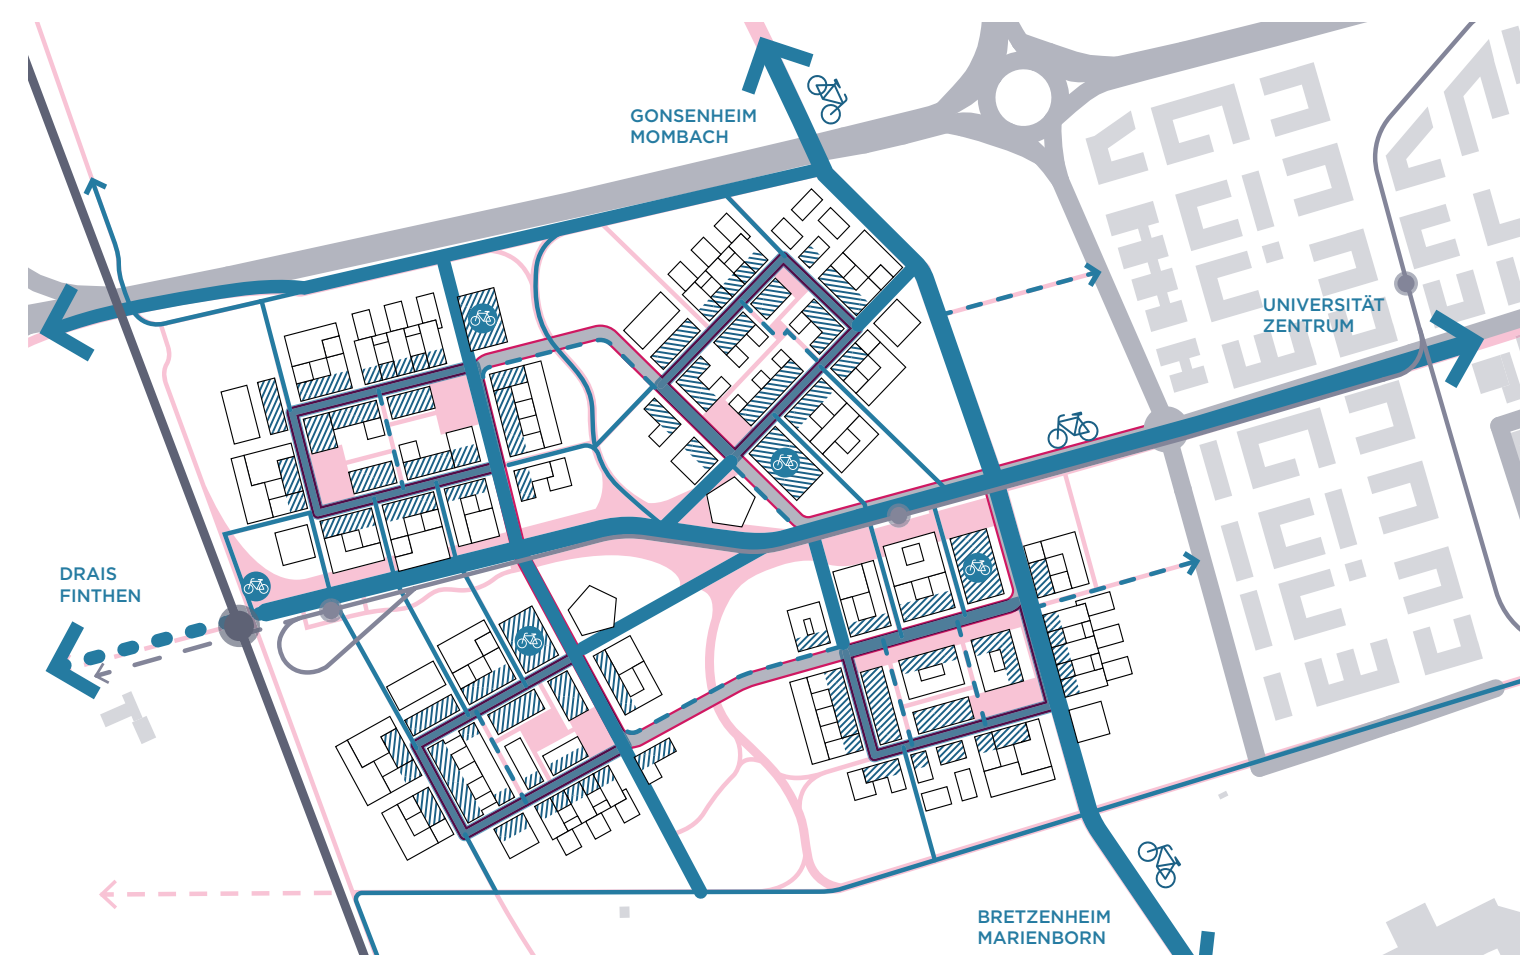 GONSENHEIM
MOMBACH
UNIVERSITÄT
ZENTRUM
DRAIS
FINTHEN
BRETZENHEIM
MARIENBORN